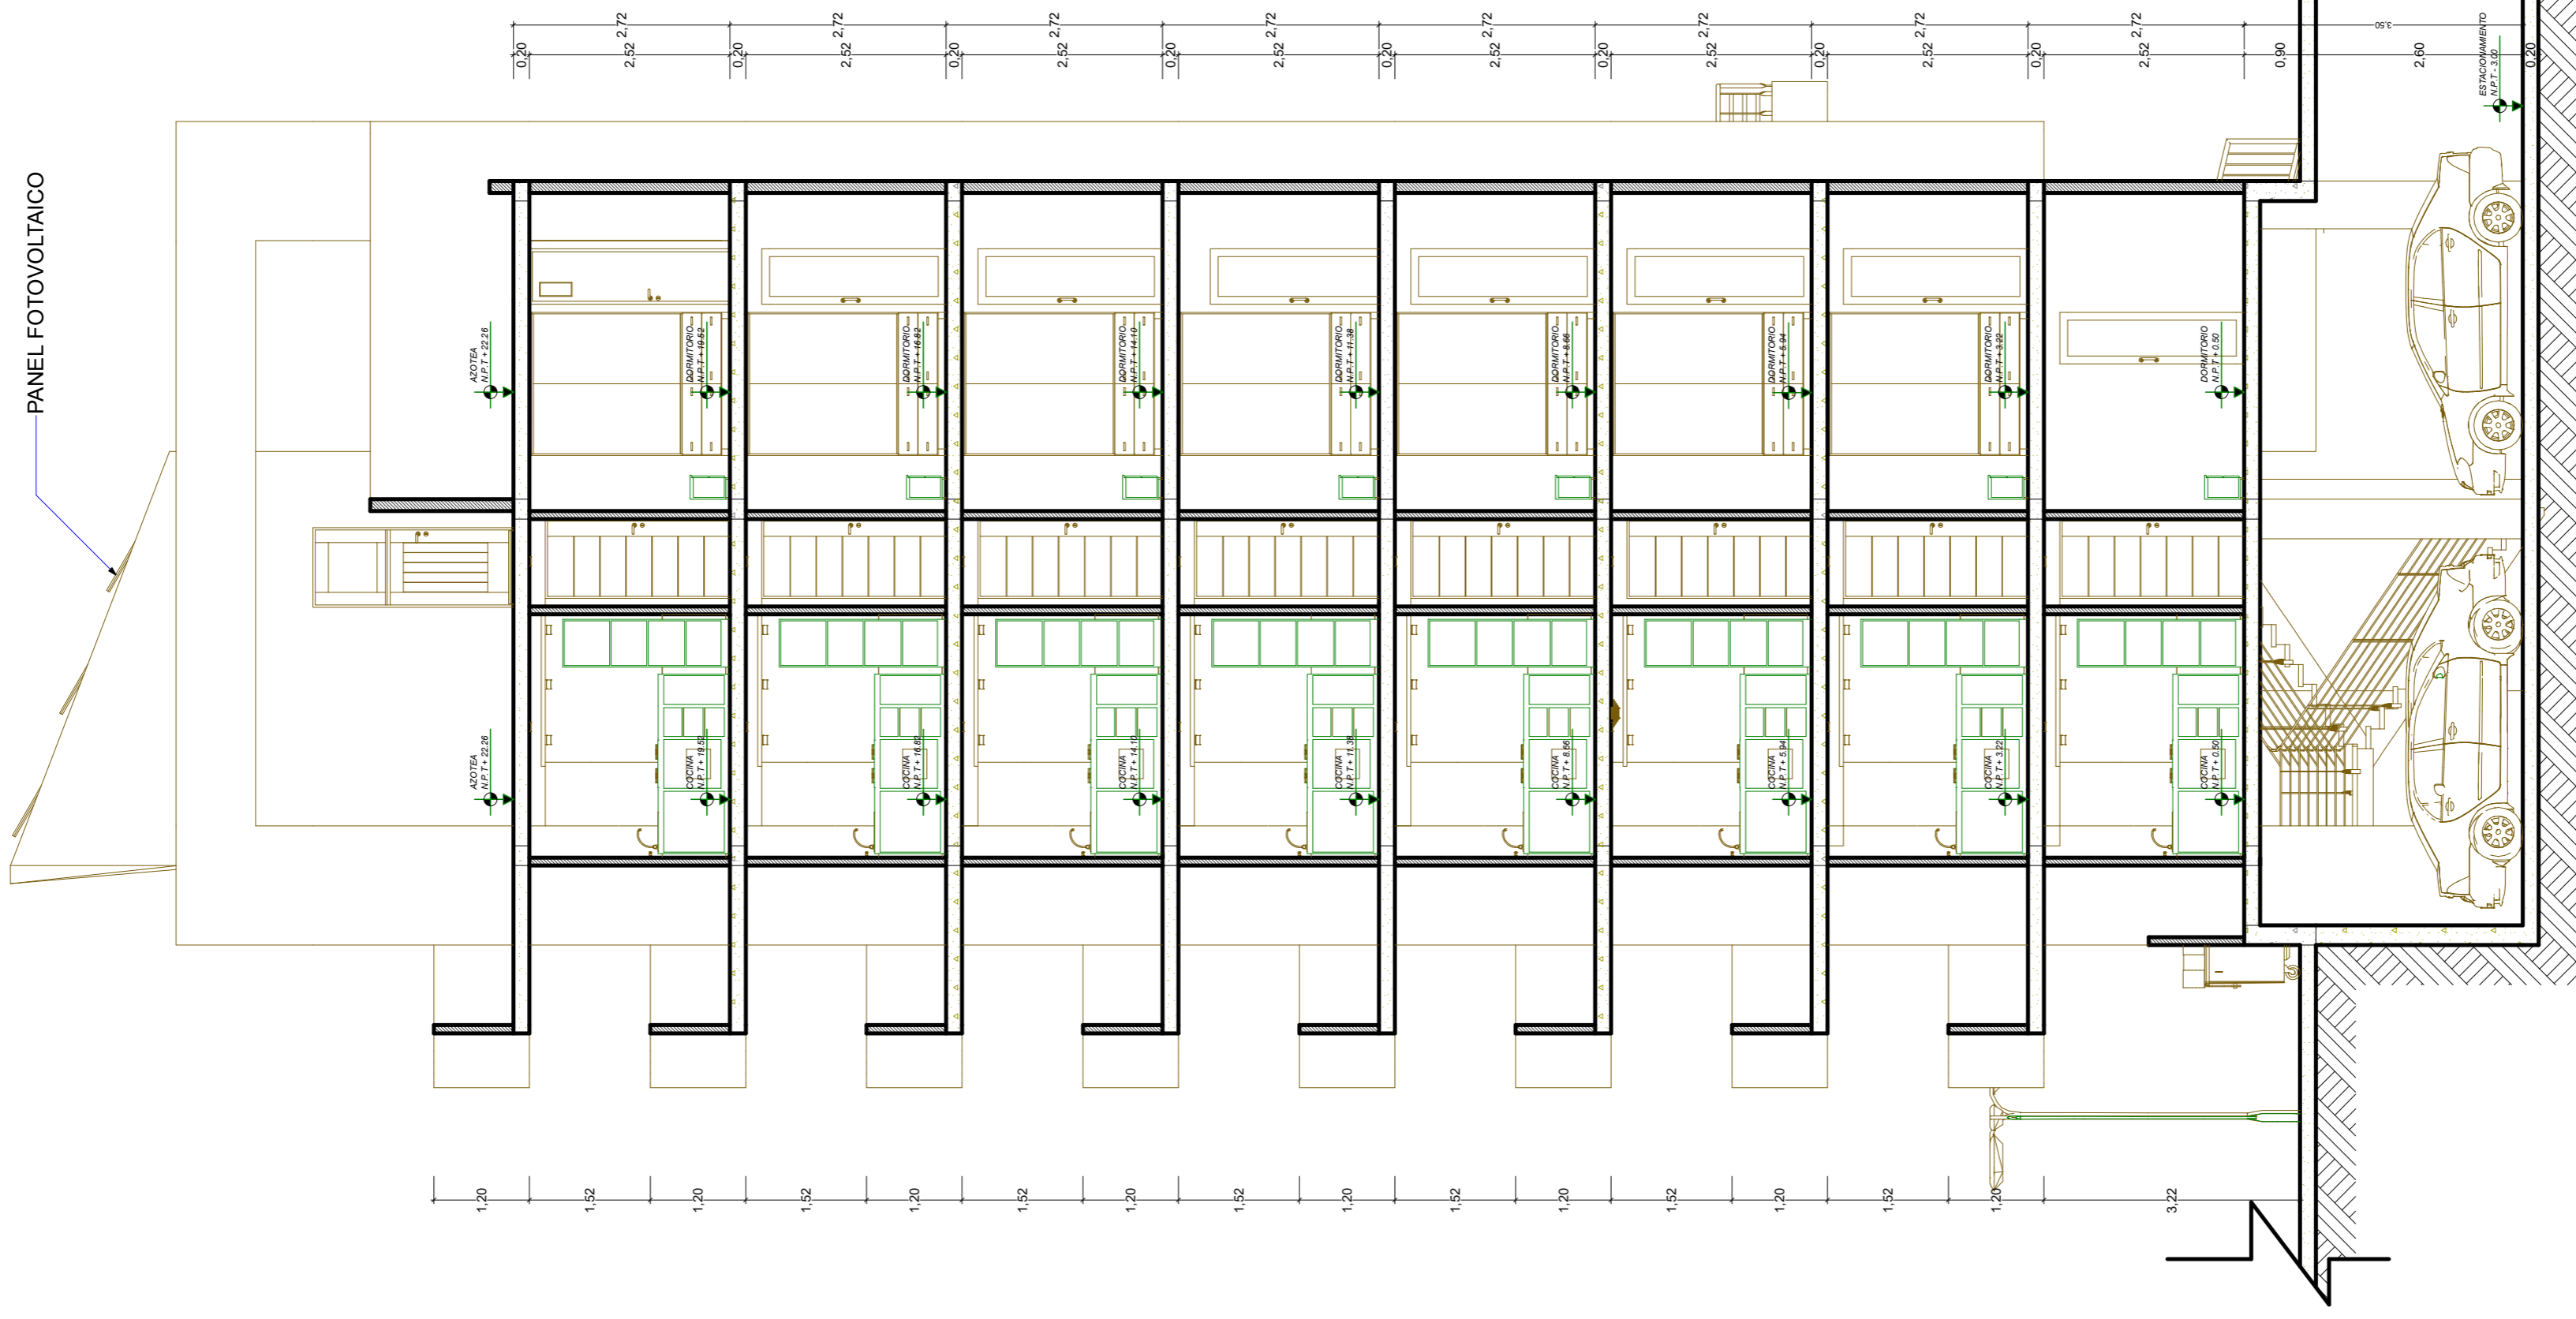 PANEL FOTOVOLTAICO
AZOTEA
N.P.T + 22.26
AZOTEA
N.P.T + 22.26
COCINA
N.P.T + 19.52
DORMITORIO
N.P.T + 19.52
COCINA
N.P.T + 16.82
DORMITORIO
N.P.T + 16.82
COCINA
N.P.T + 14.10
DORMITORIO
N.P.T + 14.10
COCINA
N.P.T + 11.38
DORMITORIO
N.P.T + 11.38
COCINA
N.P.T + 8.66
DORMITORIO
N.P.T + 8.66
COCINA
N.P.T + 5.94
DORMITORIO
N.P.T + 5.94
COCINA
N.P.T + 3.22
DORMITORIO
N.P.T + 3.22
COCINA
N.P.T + 0.50
DORMITORIO
N.P.T + 0.50
ESTACIONAMIENTO
N.P.T - 3.00
1,20
1,52
1,20
1,52
1,20
1,52
1,20
1,52
1,20
1,52
1,20
1,52
1,20
1,52
1,20
3,22
0,20
2,52
0,20
2,52
0,20
2,52
0,20
2,52
0,20
2,52
0,20
2,52
0,20
2,52
0,20
2,52
0,90
2,60
0,20
2,72
2,72
2,72
2,72
2,72
2,72
2,72
2,72
3.50